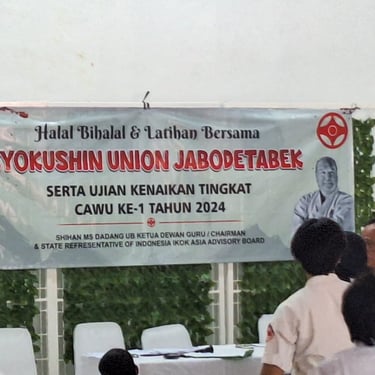 Halal Bihalal & Latihan Bersama
YOKUSHIN UNION JABODETABEK
SERTA UJIAN KENAIKAN TINGKAT
CAWU KE-1 TAHUN 2024
SHIHAN MS DADANG UB KETUA DEWAN GURU / CHAIRMAN
& STATE REPRESENTATIVE OF INDONESIA IKOK ASIA ADVISORY BOARD